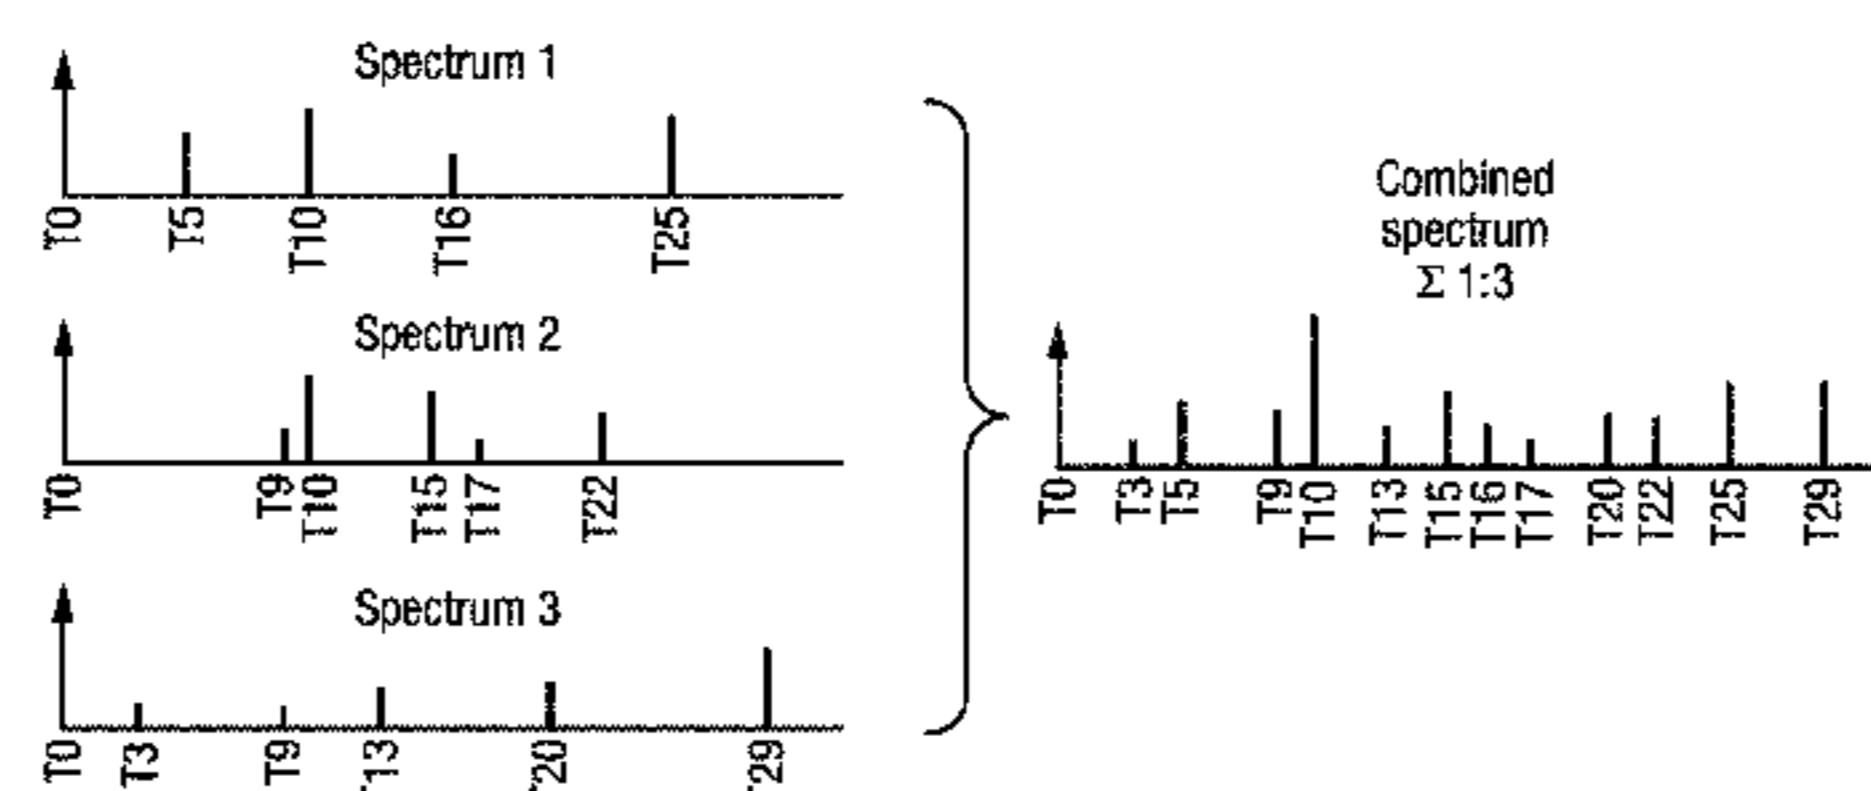 Spectrum 1
T0 T5 T10 T16 T25
Spectrum 2
T0 T9 T10 T15 T17 T22
Spectrum 3
T0 T3 T9 T13 T20 T29
Combined
spectrum
Σ 1:3
T0 T3 T5 T9 T10 T13 T15 T16 T17 T20 T22 T25 T29